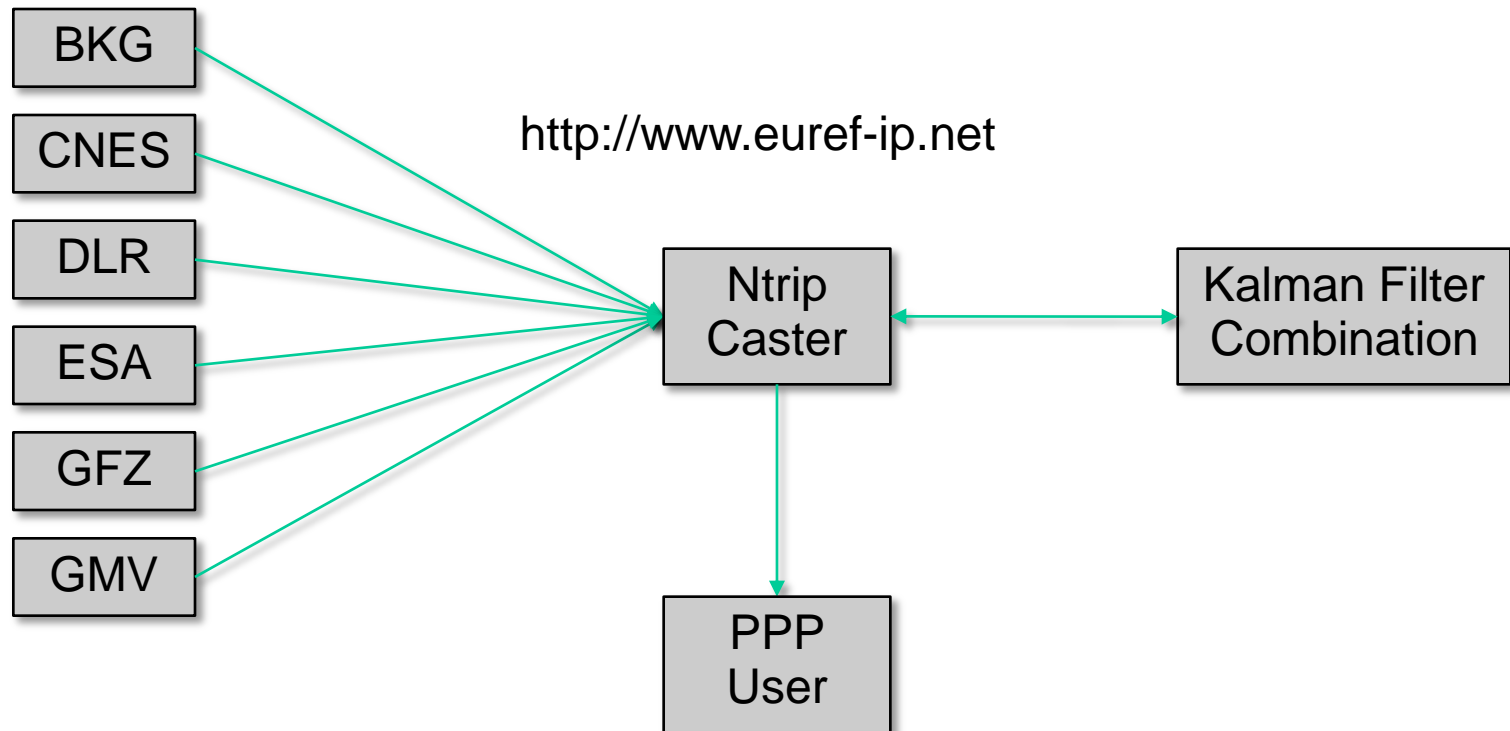 BKG
CNES
DLR
ESA
GFZ
GMV
http://www.euref-ip.net
Ntrip
Caster
Kalman Filter
Combination
PPP
User